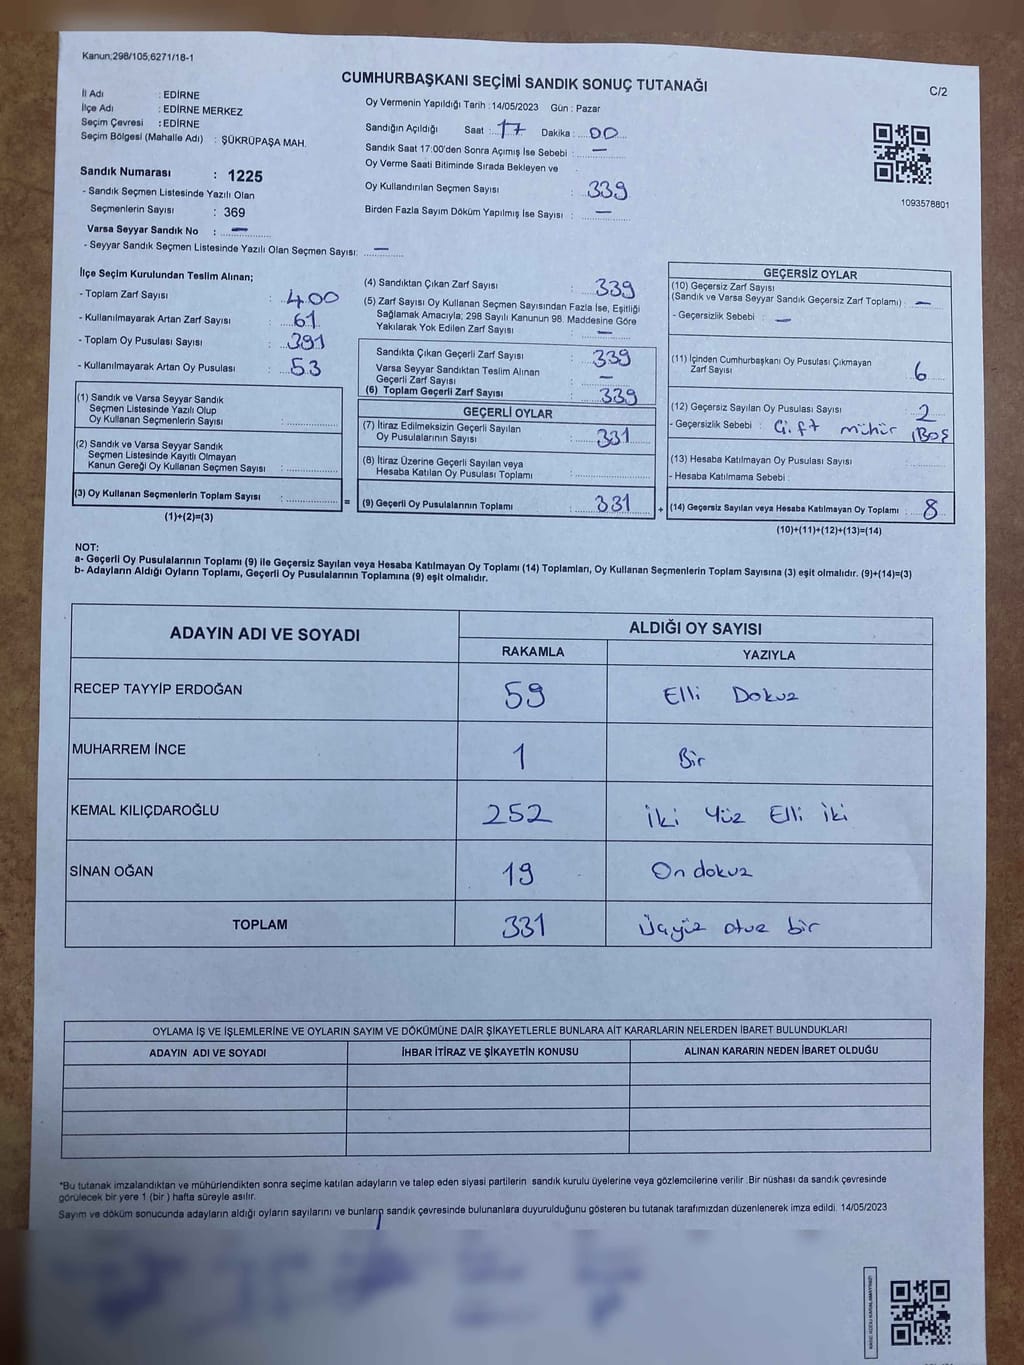 Kanun;298/105,6271/18-1
CUMHURBAŞKANI SEÇİMİ SANDIK SONUÇ TUTANAĞI
C/2
İl Adı : EDİRNE
İlçe Adı : EDİRNE MERKEZ
Seçim Çevresi : EDİRNE
Seçim Bölgesi (Mahalle Adı) : ŞÜKRÜPAŞA MAH.
Sandık Numarası : 1225
- Sandık Seçmen Listesinde Yazılı Olan
Seçmenlerin Sayısı : 369
Varsa Seyyar Sandık No : —
- Seyyar Sandık Seçmen Listesinde Yazılı Olan Seçmen Sayısı: —
Oy Vermenin Yapıldığı Tarih :14/05/2023 Gün : Pazar
Sandığın Açıldığı Saat : 17 Dakika : 00
Sandık Saat 17:00'den Sonra Açımış İse Sebebi : —
Oy Verme Saati Bitiminde Sırada Bekleyen ve
Oy Kullandırılan Seçmen Sayısı : 339
Birden Fazla Sayım Döküm Yapılmış İse Sayısı : —
1093578801
İlçe Seçim Kurulundan Teslim Alınan;
- Toplam Zarf Sayısı : 400
- Kullanılmayarak Artan Zarf Sayısı : 61
- Toplam Oy Pusulası Sayısı : 391
- Kullanılmayarak Artan Oy Pusulası : 53
(1) Sandık ve Varsa Seyyar Sandık
Seçmen Listesinde Yazılı Olup
Oy Kullanan Seçmenlerin Sayısı :
(2) Sandık ve Varsa Seyyar Sandık
Seçmen Listesinde Kayıtlı Olmayan
Kanun Gereği Oy Kullanan Seçmen Sayısı :
(3) Oy Kullanan Seçmenlerin Toplam Sayısı : =
(1)+(2)=(3)
(4) Sandıktan Çıkan Zarf Sayısı : 339
(5) Zarf Sayısı Oy Kullanan Seçmen Sayısından Fazla İse, Eşitliği
Sağlamak Amacıyla; 298 Sayılı Kanunun 98. Maddesine Göre
Yakılarak Yok Edilen Zarf Sayısı : —
Sandıkta Çıkan Geçerli Zarf Sayısı : 339
Varsa Seyyar Sandıktan Teslim Alınan
Geçerli Zarf Sayısı : —
(6) Toplam Geçerli Zarf Sayısı : 339
GEÇERLİ OYLAR
(7) İtiraz Edilmeksizin Geçerli Sayılan
Oy Pusulalarının Sayısı : 331
(8) İtiraz Üzerine Geçerli Sayılan veya
Hesaba Katılan Oy Pusulası Toplamı :
(9) Geçerli Oy Pusulalarının Toplamı : 331 +
GEÇERSİZ OYLAR
(10) Geçersiz Zarf Sayısı
(Sandık ve Varsa Seyyar Sandık Geçersiz Zarf Toplamı) : —
- Geçersizlik Sebebi : —
(11) İçinden Cumhurbaşkanı Oy Pusulası Çıkmayan
Zarf Sayısı : 6
(12) Geçersiz Sayılan Oy Pusulası Sayısı : 2
- Geçersizlik Sebebi : Çift mühür ,BOŞ
(13) Hesaba Katılmayan Oy Pusulası Sayısı :
- Hesaba Katılmama Sebebi :
(14) Geçersiz Sayılan veya Hesaba Katılmayan Oy Toplamı : 8
(10)+(11)+(12)+(13)=(14)
NOT:
a- Geçerli Oy Pusulalarının Toplamı (9) ile Geçersiz Sayılan veya Hesaba Katılmayan Oy Toplamı (14) Toplamları, Oy Kullanan Seçmenlerin Toplam Sayısına (3) eşit olmalıdır. (9)+(14)=(3)
b- Adayların Aldığı Oyların Toplamı, Geçerli Oy Pusulalarının Toplamına (9) eşit olmalıdır.
ADAYIN ADI VE SOYADI ALDIĞI OY SAYISI
RAKAMLA YAZIYLA
RECEP TAYYİP ERDOĞAN 59 Elli Dokuz
MUHARREM İNCE 1 Bir
KEMAL KILIÇDAROĞLU 252 İki Yüz Elli iki
SİNAN OĞAN 19 On dokuz
TOPLAM 331 Üçyüz otuz bir
OYLAMA İŞ VE İŞLEMLERİNE VE OYLARIN SAYIM VE DÖKÜMÜNE DAİR ŞİKAYETLERLE BUNLARA AİT KARARLARIN NELERDEN İBARET BULUNDUKLARI
ADAYIN ADI VE SOYADI İHBAR İTİRAZ VE ŞİKAYETİN KONUSU ALINAN KARARIN NEDEN İBARET OLDUĞU
*Bu tutanak imzalandıktan ve mühürlendikten sonra seçime katılan adayların ve talep eden siyasi partilerin sandık kurulu üyelerine veya gözlemcilerine verilir .Bir nüshası da sandık çevresinde
görülecek bir yere 1 (bir ) hafta süreyle asılır.
Sayım ve döküm sonucunda adayların aldığı oyların sayılarını ve bunların sandık çevresinde bulunanlara duyurulduğunu gösteren bu tutanak tarafımızdan düzenlenerek imza edildi. 14/05/2023